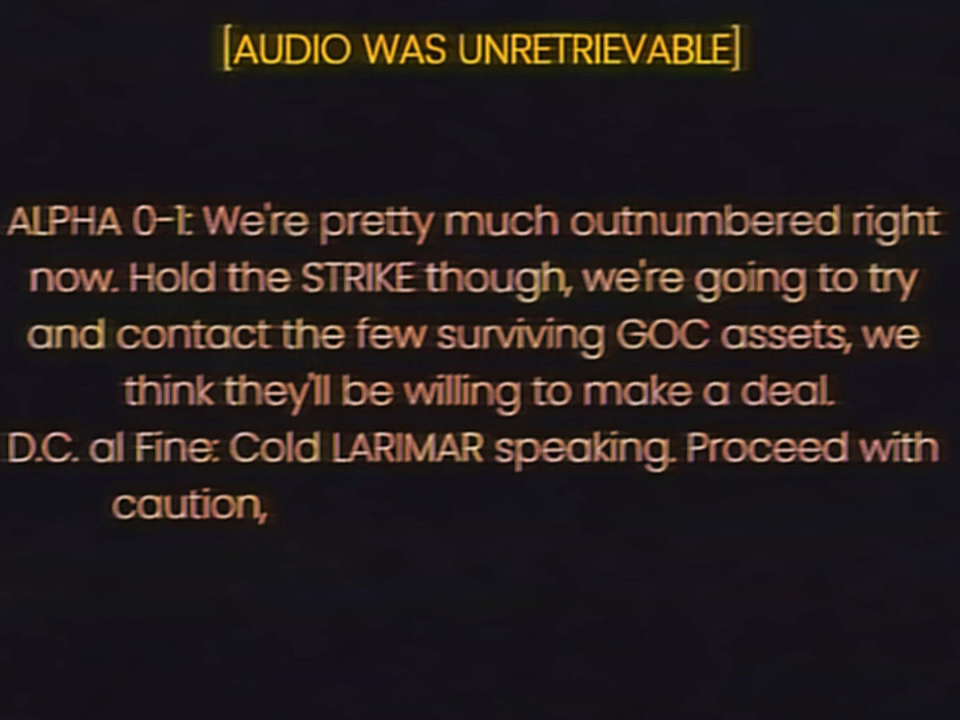 [AUDIO WAS UNRETRIEVABLE]
ALPHA 0-1: We're pretty much outnumbered right
now. Hold the STRIKE though, we're going to try
and contact the few surviving GOC assets, we
think they'll be willing to make a deal.
D.C. al Fine: Cold LARIMAR speaking. Proceed with
caution,